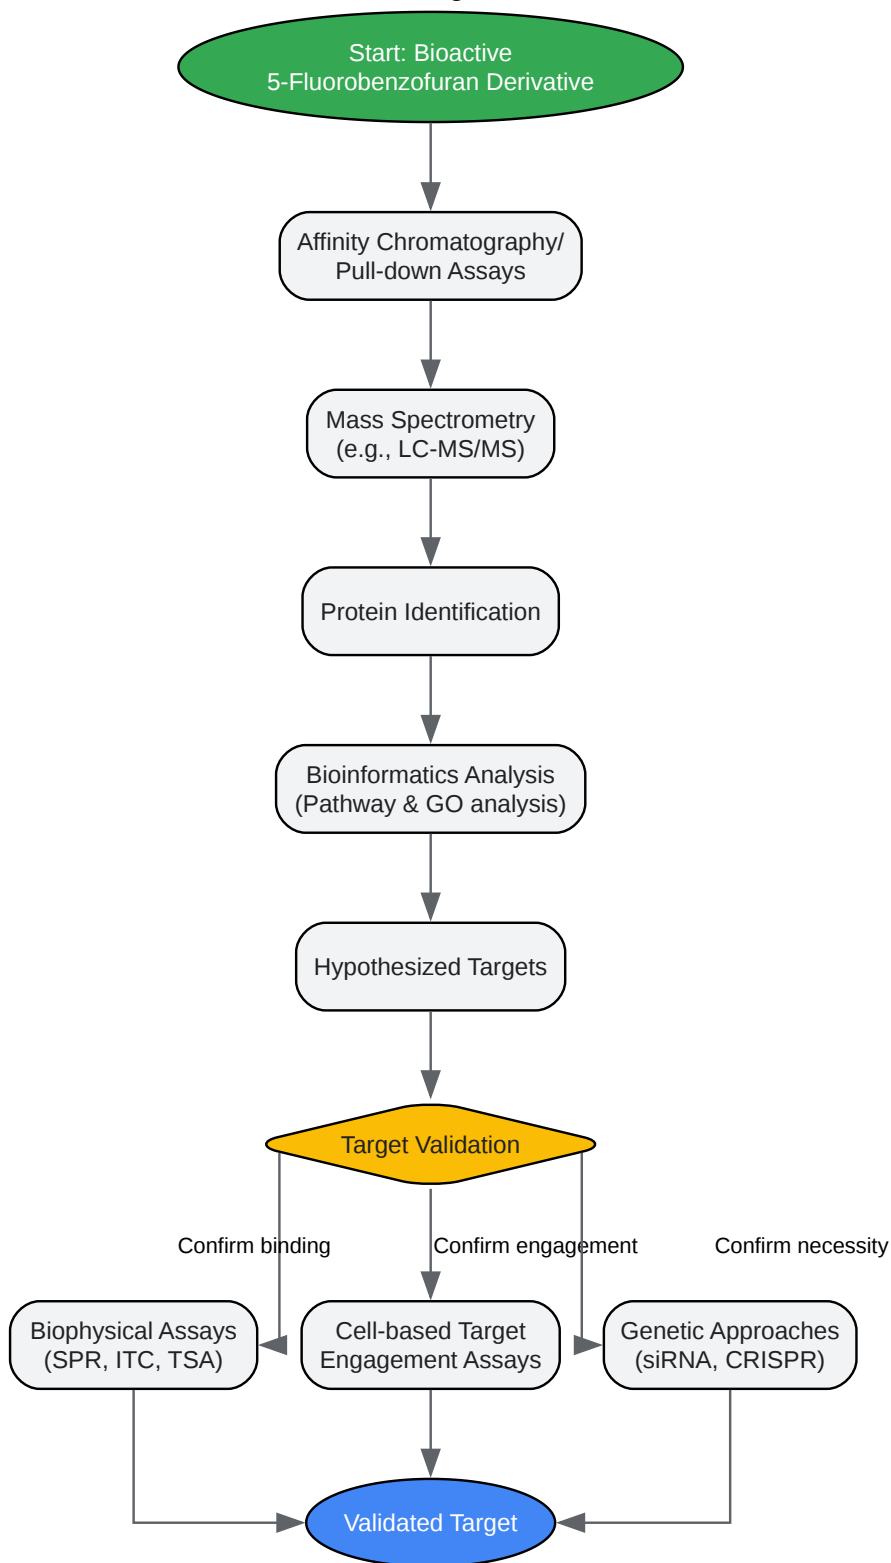 Start: Bioactive
5-Fluorobenzofuran Derivative
Affinity Chromatography/
Pull-down Assays
Mass Spectrometry
(e.g., LC-MS/MS)
Protein Identification
Bioinformatics Analysis
(Pathway & GO analysis)
Hypothesized Targets
Target Validation
Confirm binding
Confirm engagement
Confirm necessity
Biophysical Assays
(SPR, ITC, TSA)
Cell-based Target
Engagement Assays
Genetic Approaches
(siRNA, CRISPR)
Validated Target